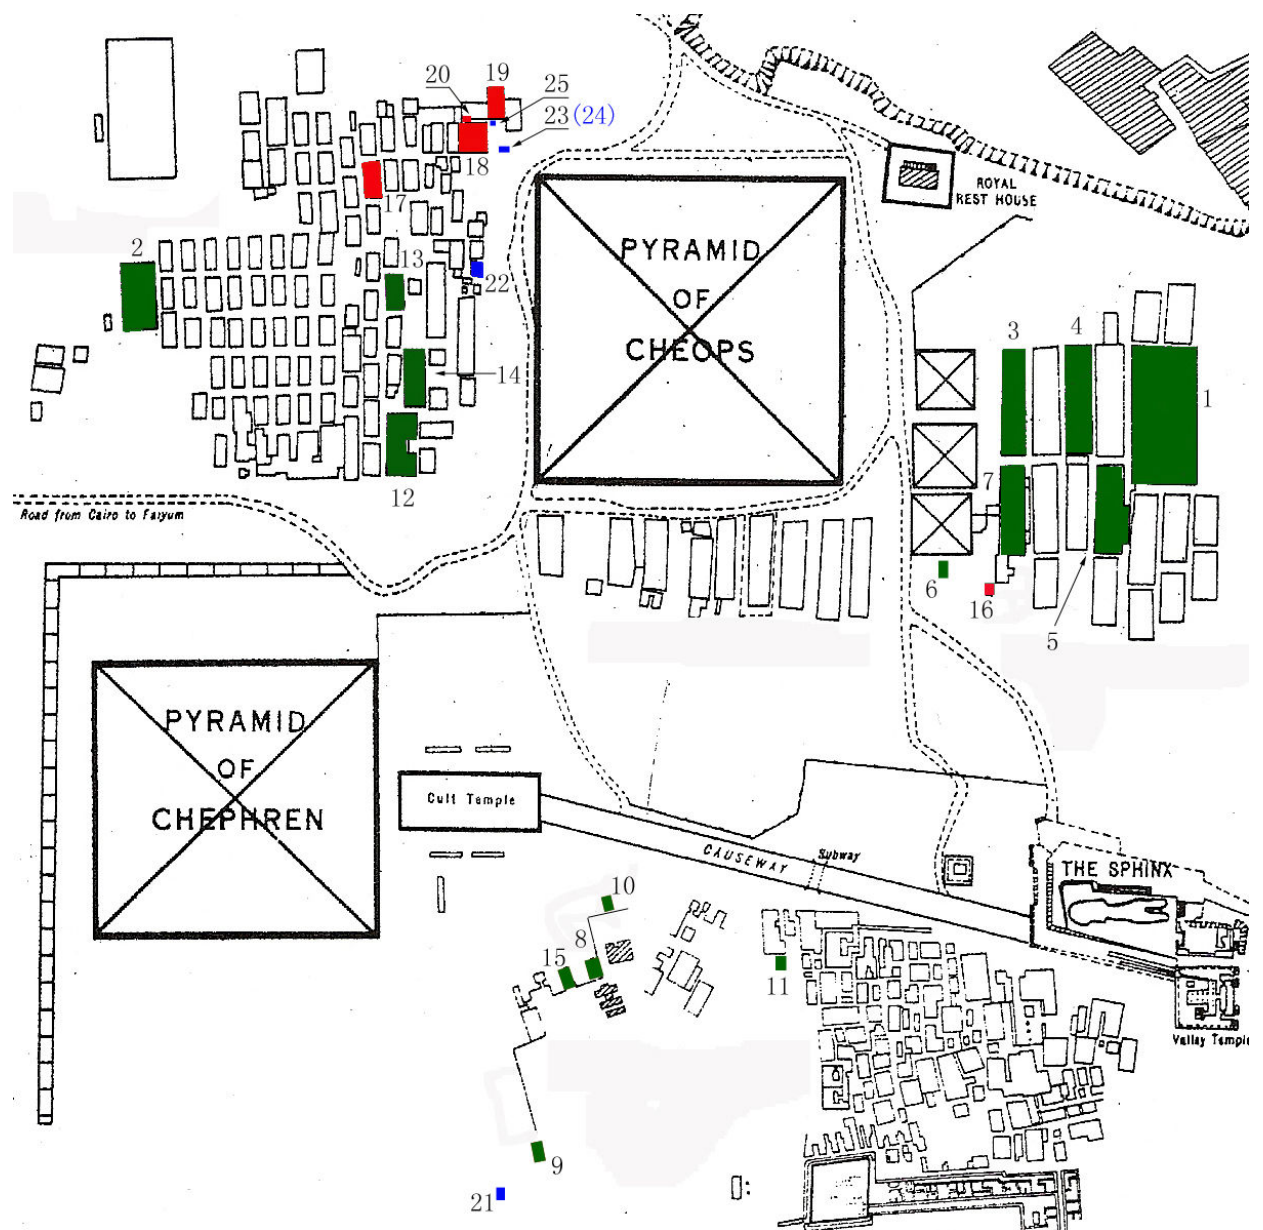 19
20
25
23(24)
18
ROYAL
REST HOUSE
17
2
13
22
PYRAMID
OF
CHEOPS
3
4
14
1
12
7
Road from Cairo to Faiyum
6
16
5
PYRAMID
OF
CHEPHREN
Cult Temple
CAUSEWAY
Subway
THE SPHINX
10
8
15
11
Valley Temple
9
21